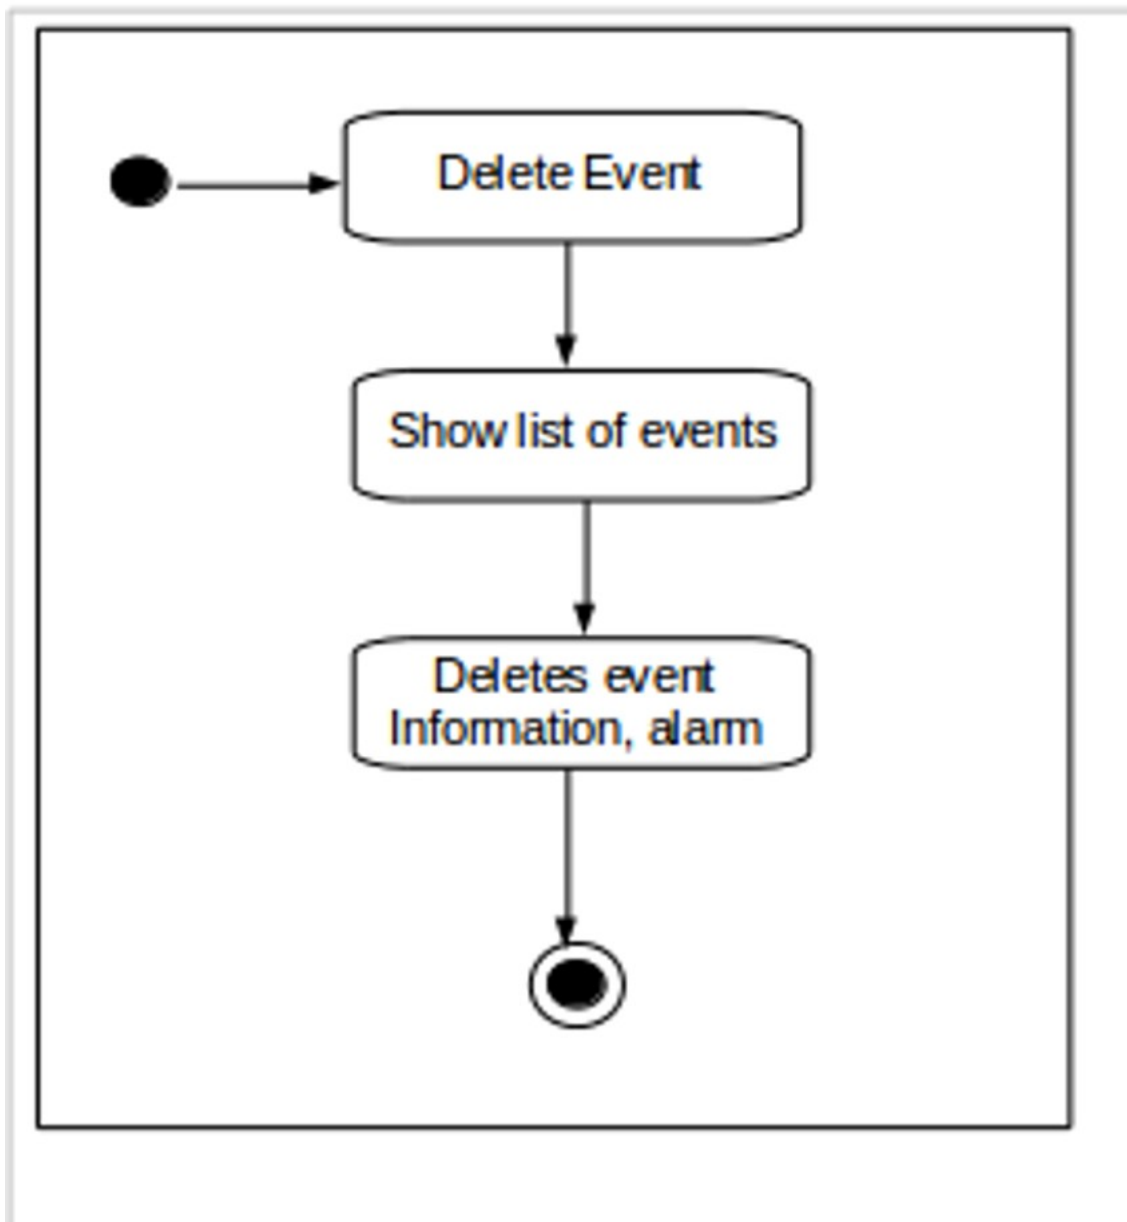 Delete Event
Show list of events
Deletes event
Information, alarm